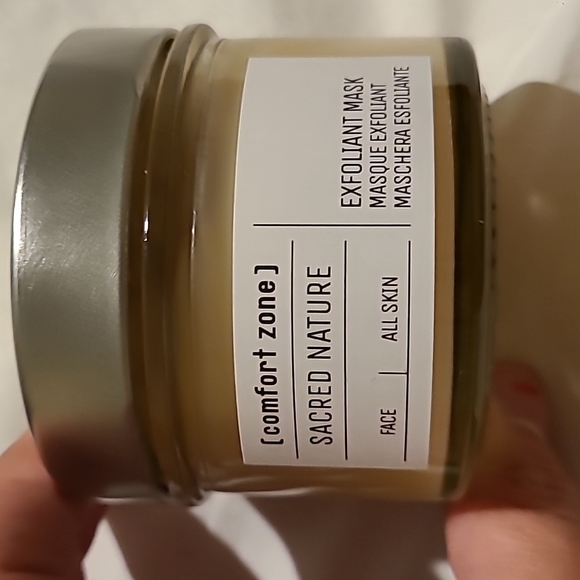 [comfort zone]
SACRED NATURE
FACE
ALL SKIN
EXFOLIANT MASK
MASQUE EXFOLIANT
MASCHERA ESFOLIANTE